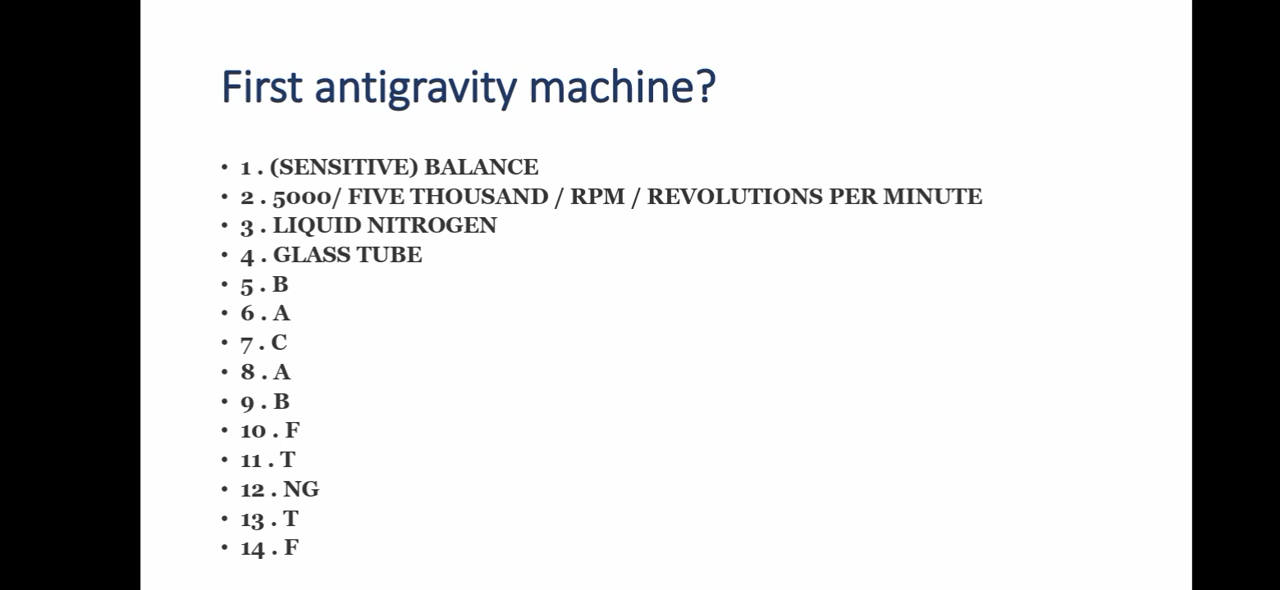 First antigravity machine?
• 1 . (SENSITIVE) BALANCE
• 2 . 5000/ FIVE THOUSAND / RPM / REVOLUTIONS PER MINUTE
• 3 . LIQUID NITROGEN
• 4 . GLASS TUBE
• 5 . B
• 6 . A
• 7 . C
• 8 . A
• 9 . B
• 10 . F
• 11 . T
• 12 . NG
• 13 . T
• 14 . F